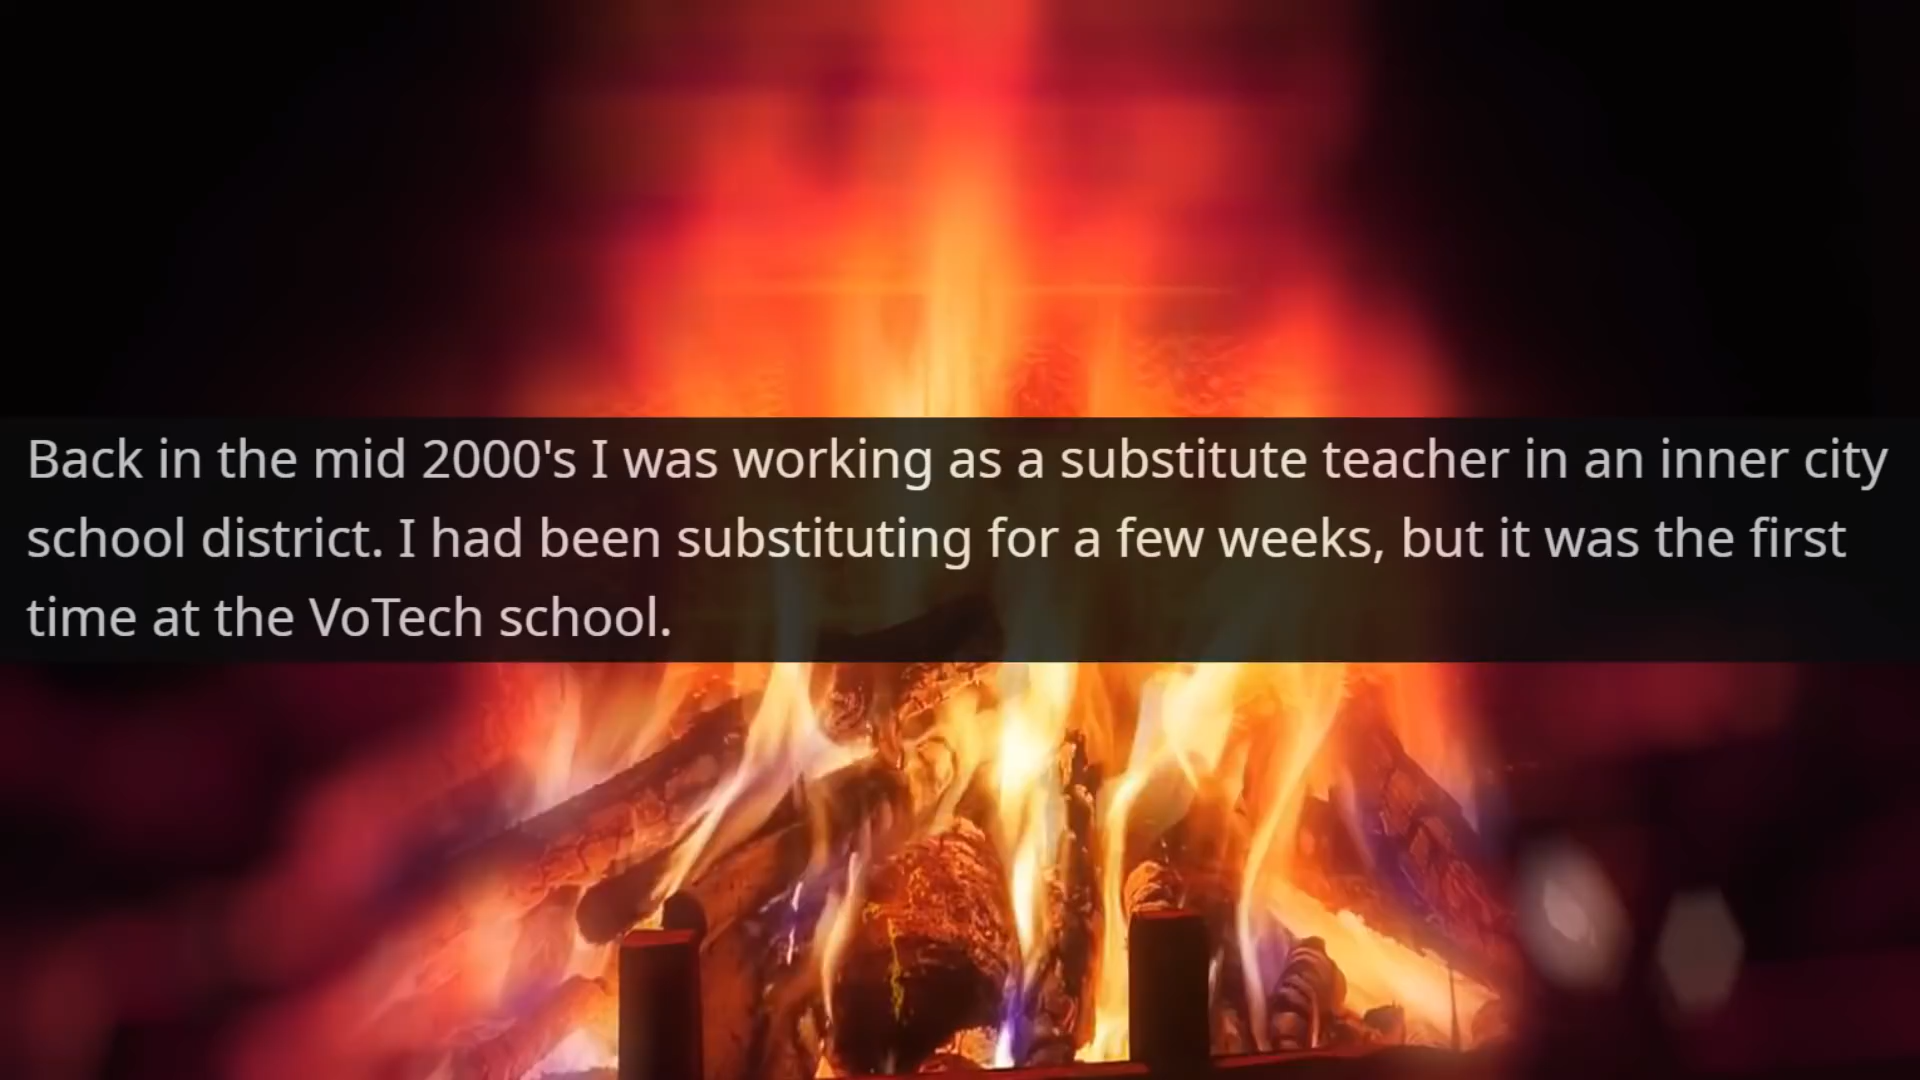 Back in the mid 2000's I was working as a substitute teacher in an inner city
school district. I had been substituting for a few weeks, but it was the first
time at the VoTech school.